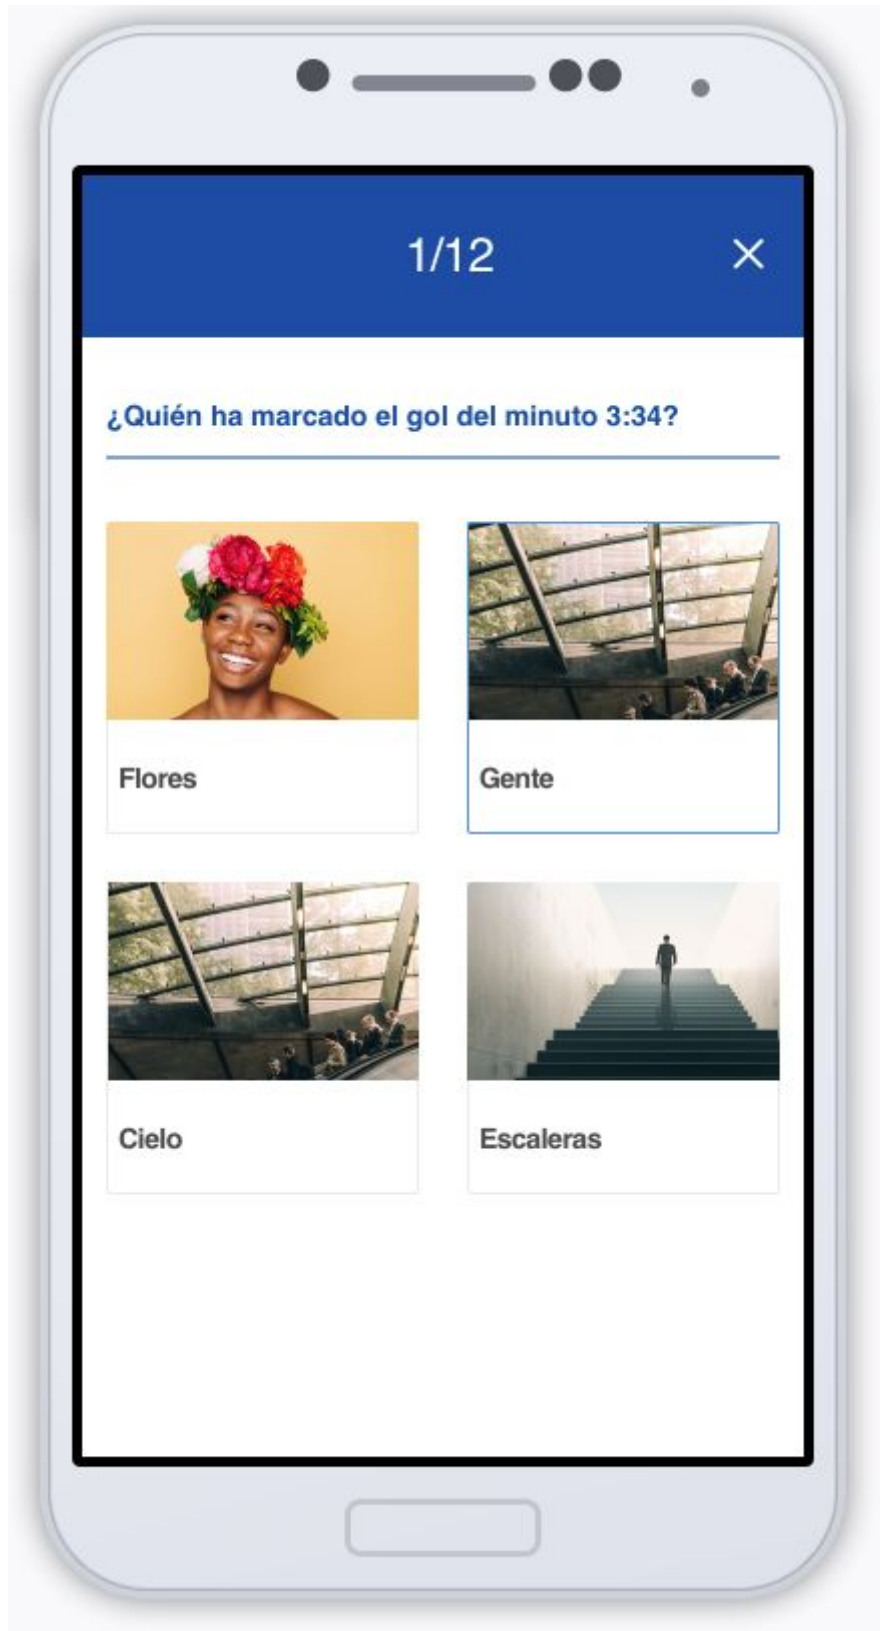 1/12
¿Quién ha marcado el gol del minuto 3:34?
Flores
Gente
Cielo
Escaleras